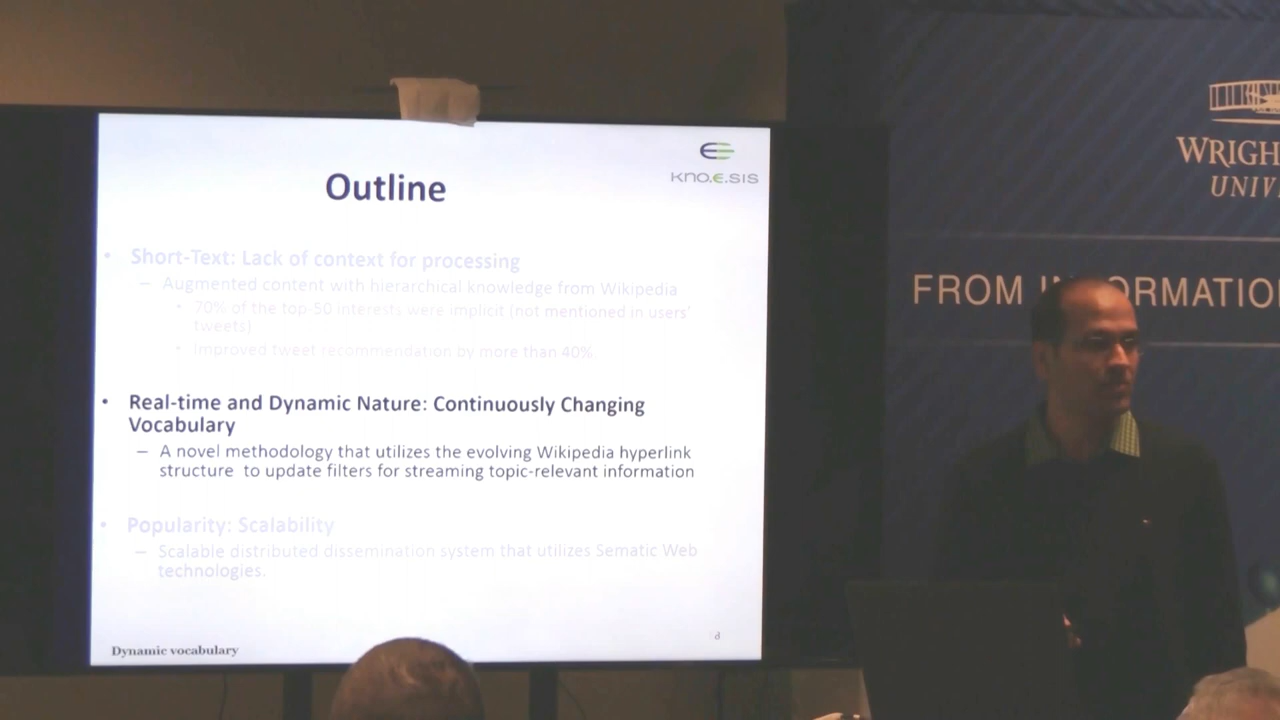 Outline
kno.e.sis
• Short-Text: Lack of context for processing
– Augmented content with hierarchical knowledge from Wikipedia
• 70% of the top-50 interests were implicit (not mentioned in users'
tweets)
• Improved tweet recommendation by more than 40%
• Real-time and Dynamic Nature: Continuously Changing
Vocabulary
– A novel methodology that utilizes the evolving Wikipedia hyperlink
structure to update filters for streaming topic-relevant information
• Popularity: Scalability
– Scalable distributed dissemination system that utilizes Sematic Web
technologies.
Dynamic vocabulary
8
WRIGH
UNIV
FROM IN ORMATIO